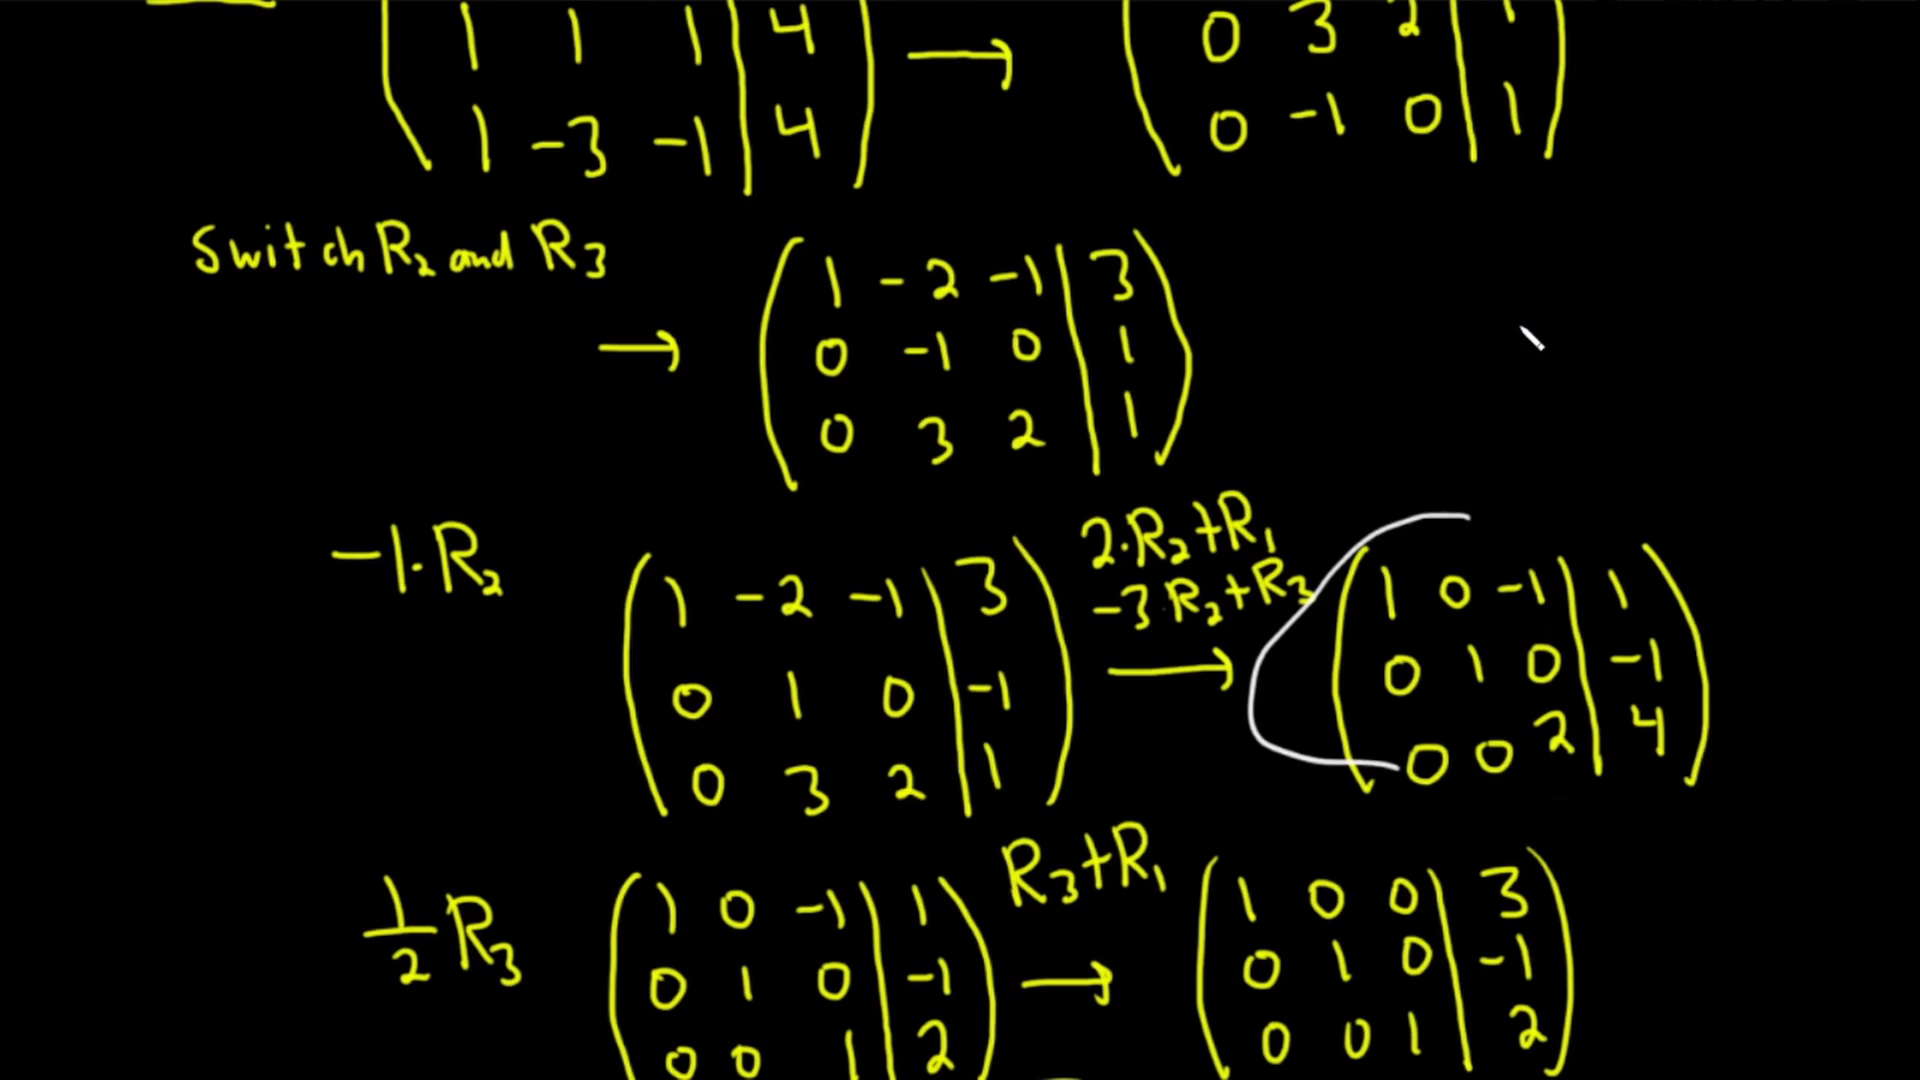 1 1 1 | 4 → 0 3 2 | 1
1 -3 -1 | 4 0 -1 0 | 1
Switch R2 and R3
1 -2 -1 | 3
→ 0 -1 0 | 1
0 3 2 | 1
-1·R2 2·R2+R1
-3·R2+R3
1 -2 -1 | 3 1 0 -1 | 1
0 1 0 | -1 → 0 1 0 | -1
0 3 2 | 1 0 0 2 | 4
1/2 R3 R3+R1
1 0 -1 | 1 1 0 0 | 3
0 1 0 | -1 → 0 1 0 | -1
0 0 1 | 2 0 0 1 | 2